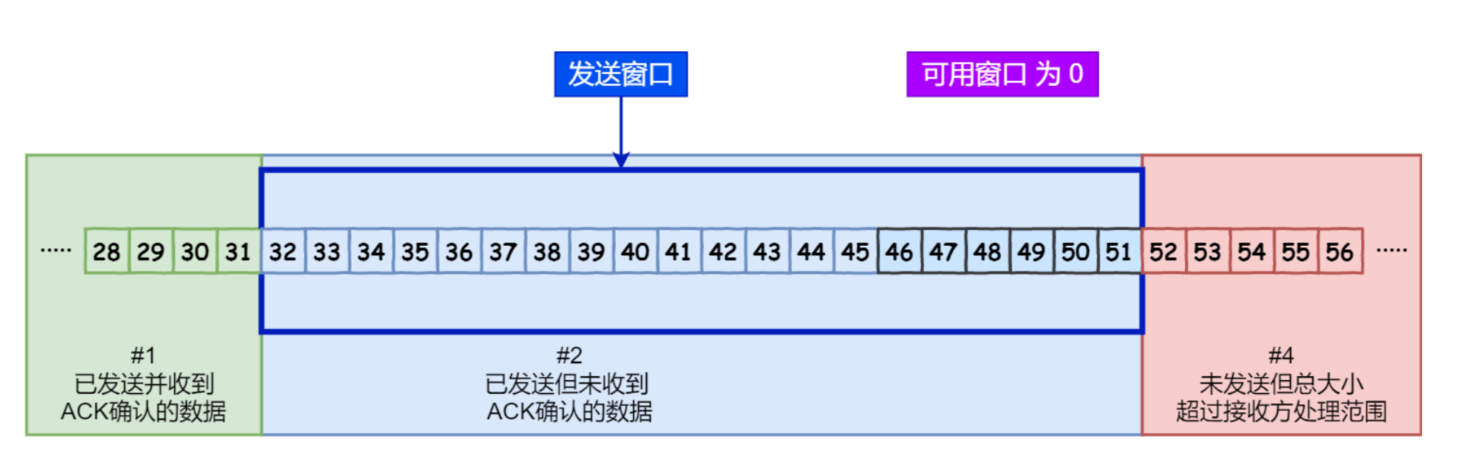 发送窗口
可用窗口 为 0
..... 28 29 30 31 32 33 34 35 36 37 38 39 40 41 42 43 44 45 46 47 48 49 50 51 52 53 54 55 56 .....
#1
已发送并收到
ACK确认的数据
#2
已发送但未收到
ACK确认的数据
#4
未发送但总大小
超过接收方处理范围